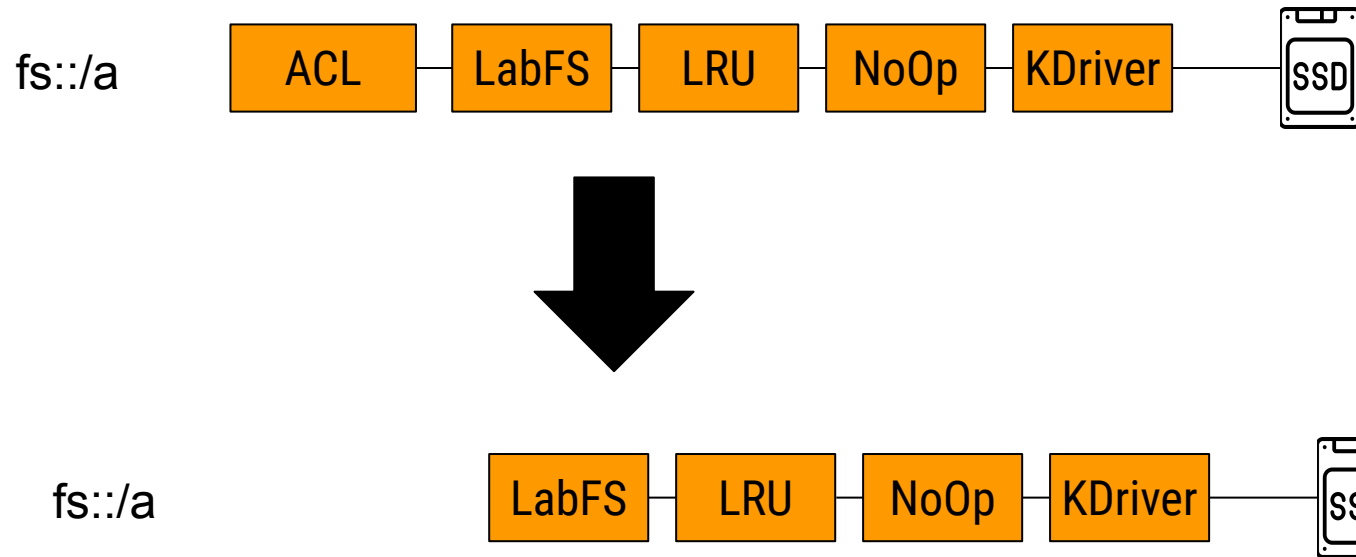 fs::/a ACL LabFS LRU NoOp KDriver SSD
fs::/a LabFS LRU NoOp KDriver